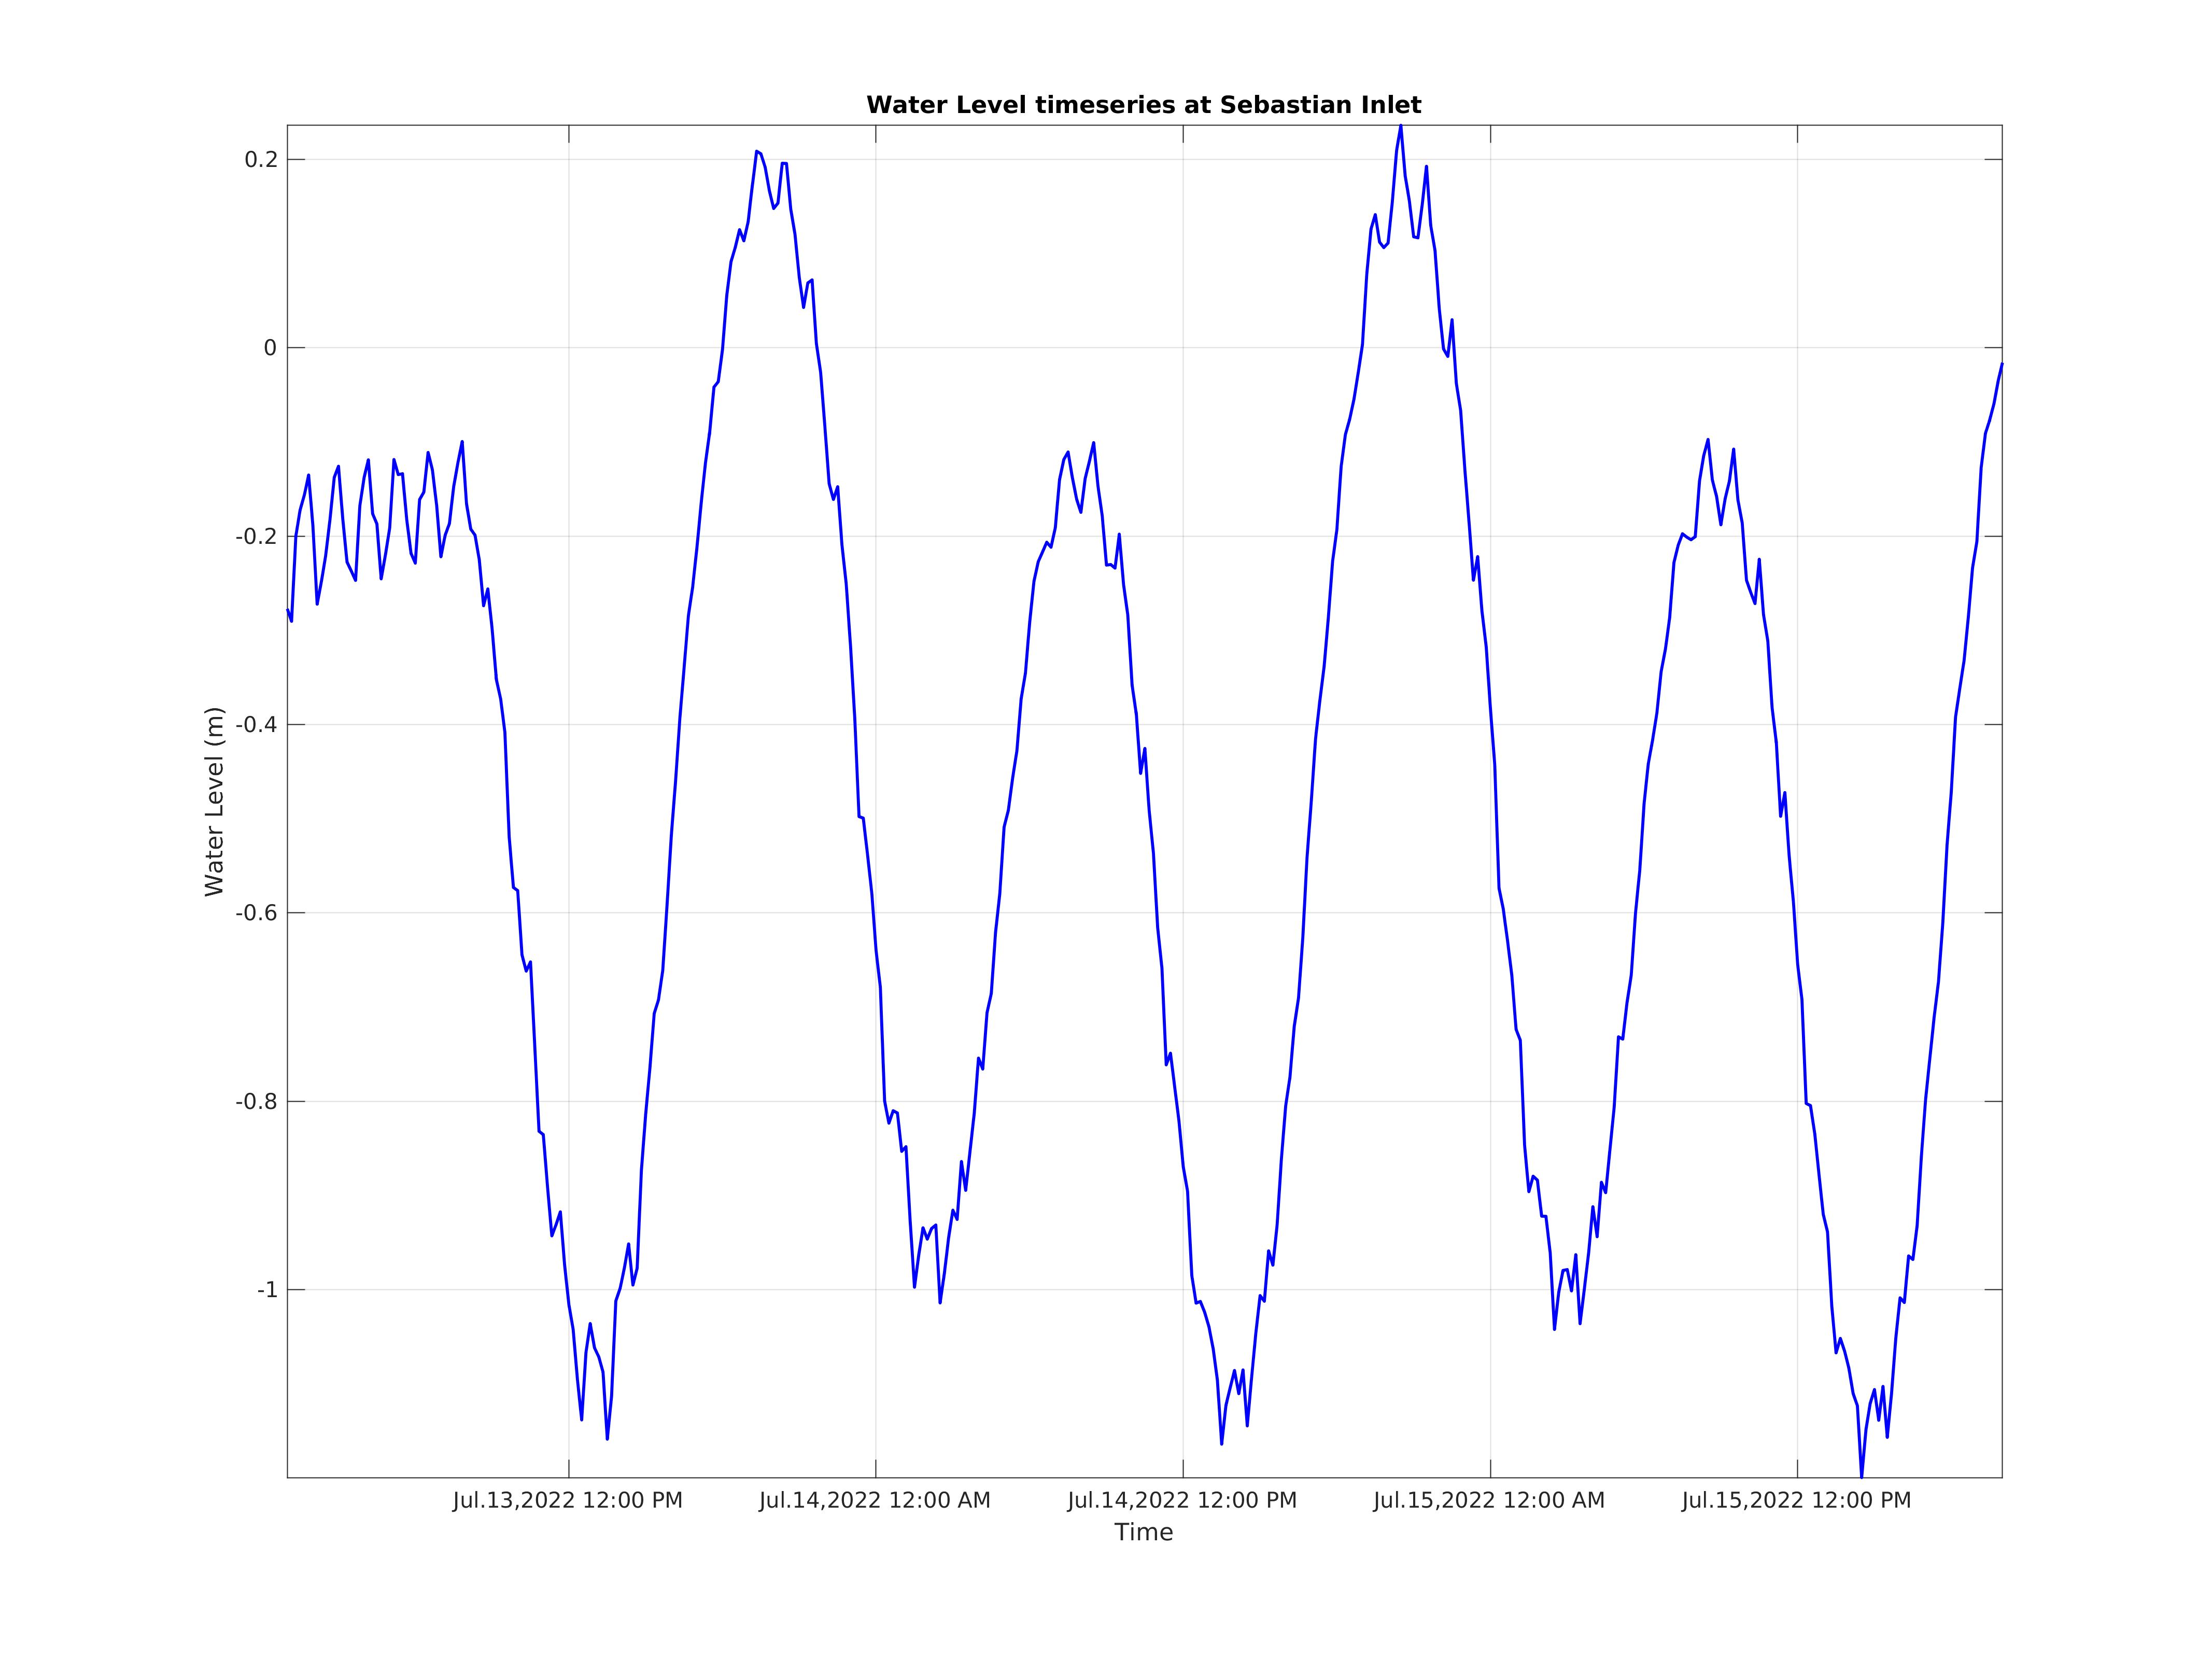 Water Level timeseries at Sebastian Inlet
0.2
0
-0.2
-0.4
-0.6
-0.8
-1
Water Level (m)
Jul.13,2022 12:00 PM
Jul.14,2022 12:00 AM
Jul.14,2022 12:00 PM
Jul.15,2022 12:00 AM
Jul.15,2022 12:00 PM
Time